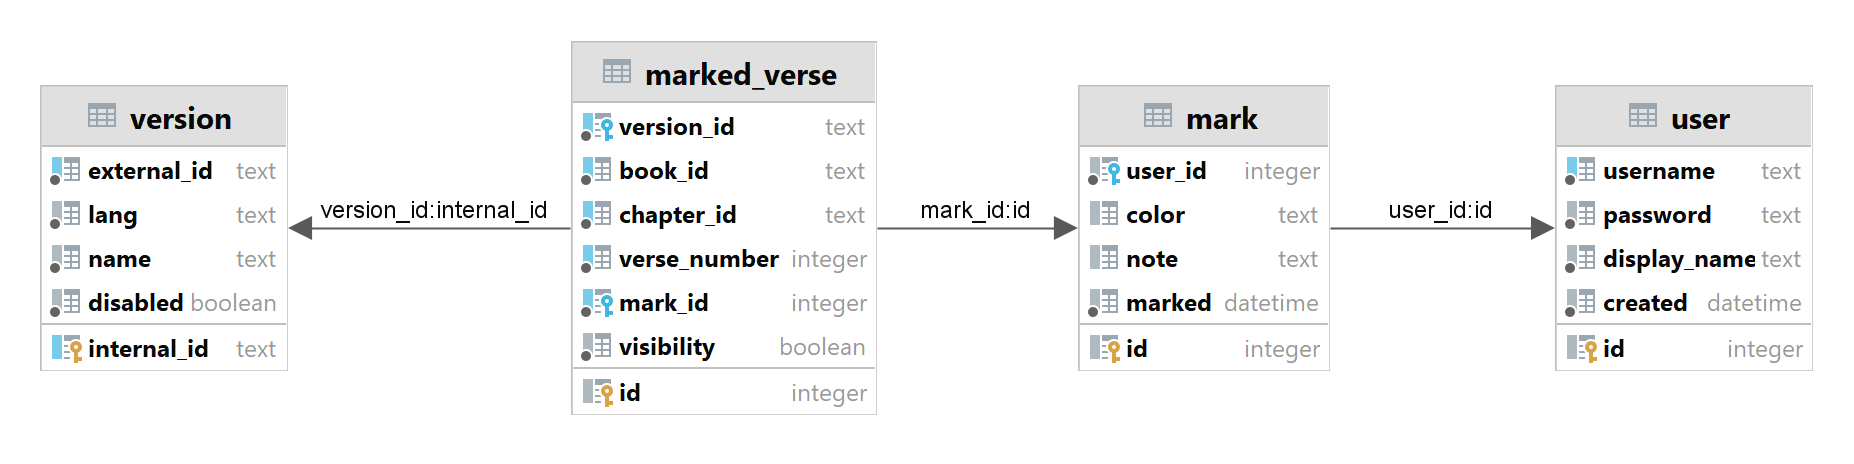 version
external_id text
lang text
name text
disabled boolean
internal_id text
version_id:internal_id
marked_verse
version_id text
book_id text
chapter_id text
verse_number integer
mark_id integer
visibility boolean
id integer
mark_id:id
mark
user_id integer
color text
note text
marked datetime
id integer
user_id:id
user
username text
password text
display_name text
created datetime
id integer